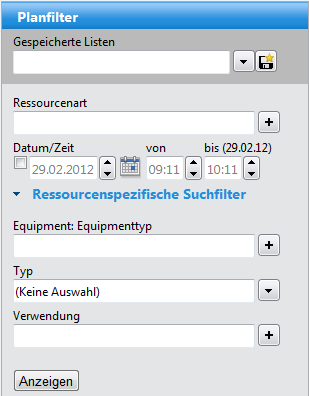 Planfilter
Gespeicherte Listen
Ressourcenart
Datum/Zeit von bis (29.02.12)
29.02.2012 09:11 10:11
Ressourcenspezifische Suchfilter
Equipment: Equipmenttyp
Typ
(Keine Auswahl)
Verwendung
Anzeigen